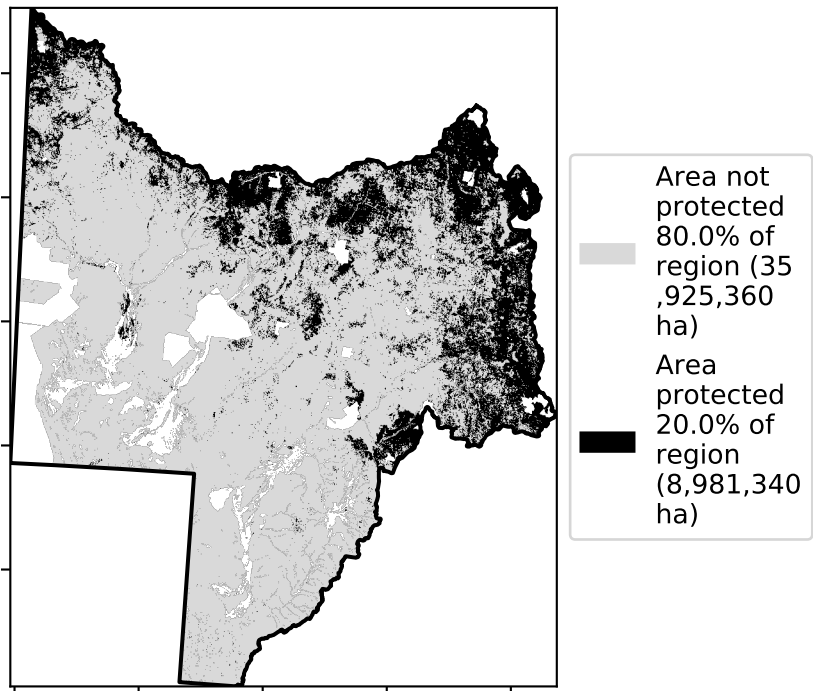 Area not
protected
80.0% of
region (35
,925,360
ha)
Area
protected
20.0% of
region
(8,981,340
ha)